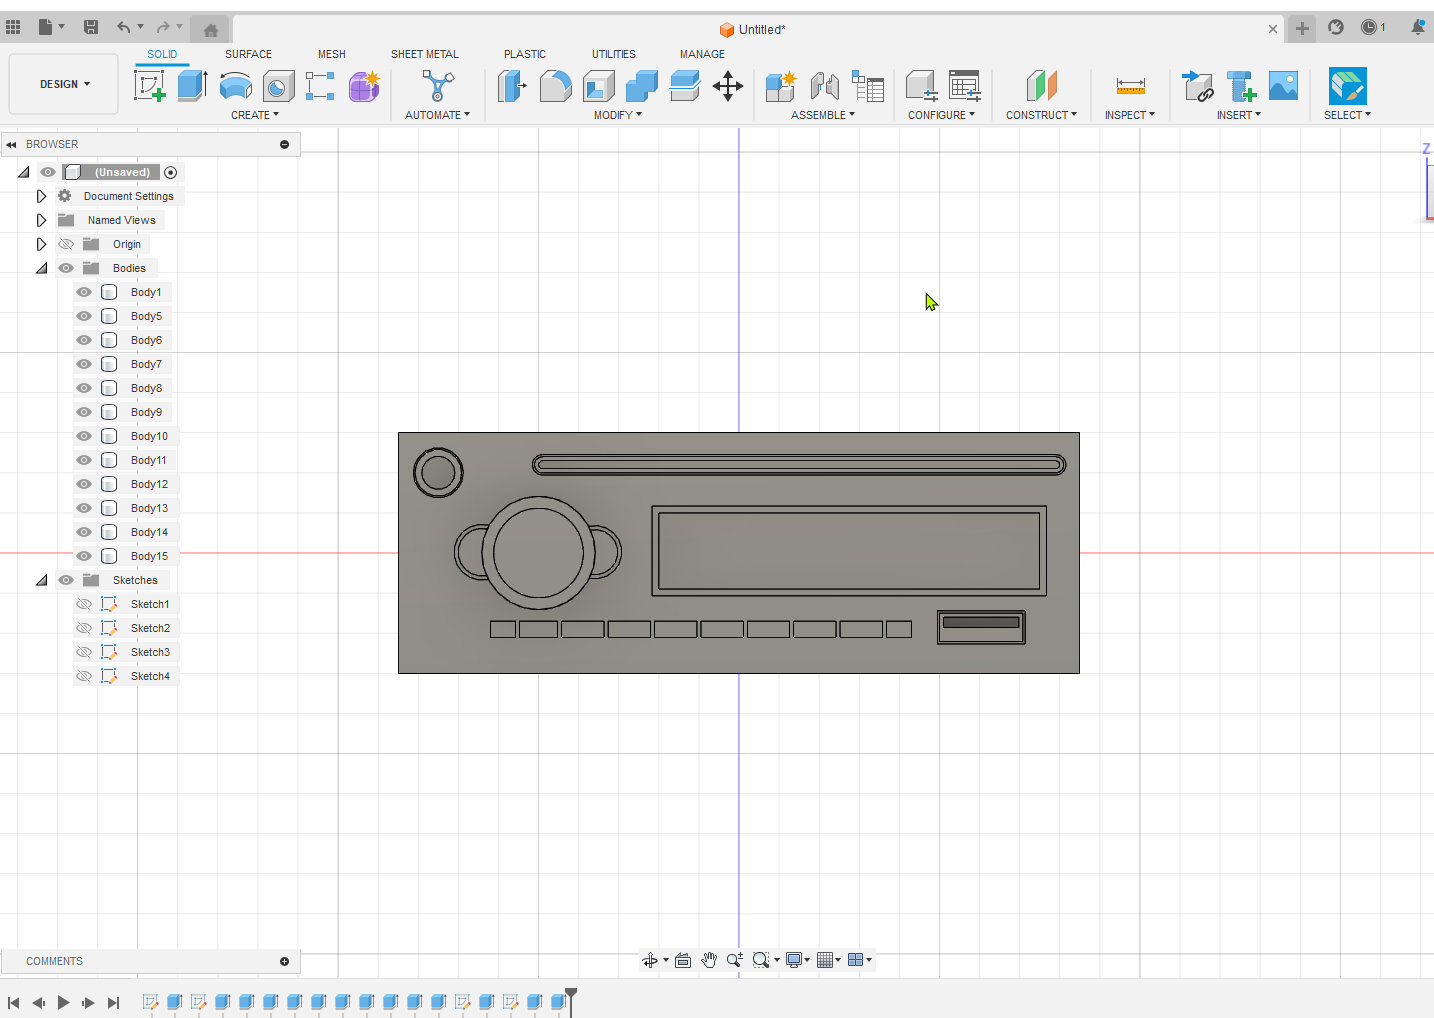 Untitled*
1
SOLID SURFACE MESH SHEET METAL PLASTIC UTILITIES MANAGE
DESIGN
CREATE AUTOMATE MODIFY ASSEMBLE CONFIGURE CONSTRUCT INSPECT INSERT SELECT
BROWSER
Z
(Unsaved)
Document Settings
Named Views
Origin
Bodies
Body1
Body5
Body6
Body7
Body8
Body9
Body10
Body11
Body12
Body13
Body14
Body15
Sketches
Sketch1
Sketch2
Sketch3
Sketch4
COMMENTS